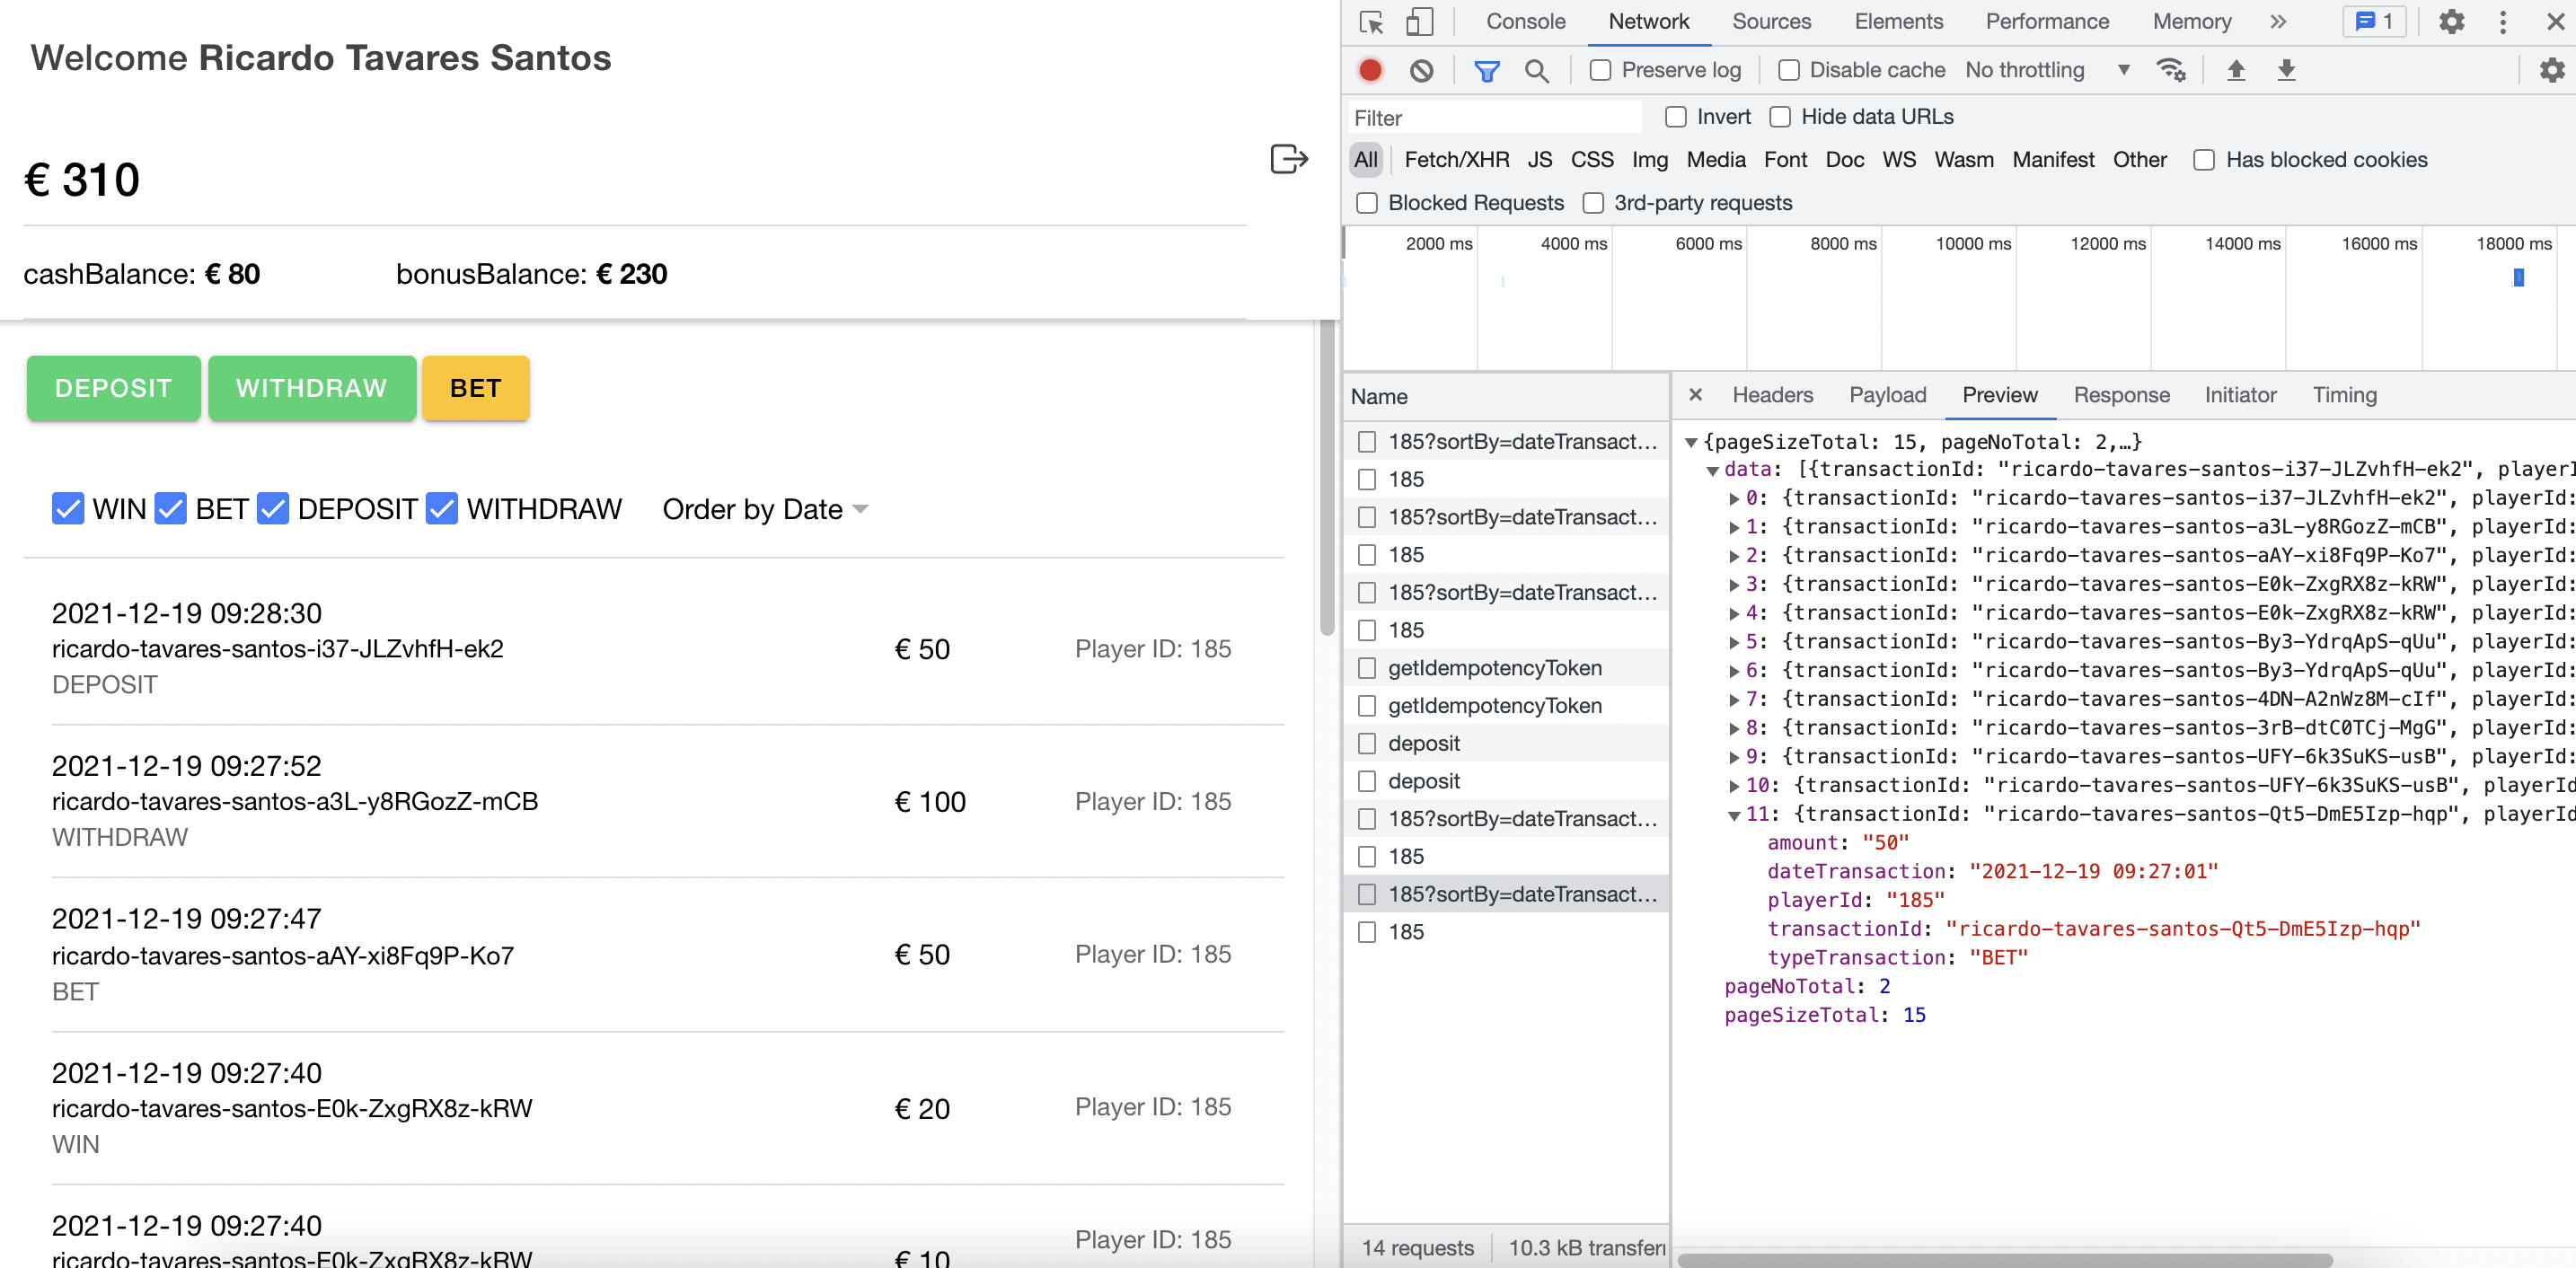 Welcome Ricardo Tavares Santos
€ 310
cashBalance: € 80 bonusBalance: € 230
DEPOSIT WITHDRAW BET
WIN BET DEPOSIT WITHDRAW Order by Date
2021-12-19 09:28:30
ricardo-tavares-santos-i37-JLZvhfH-ek2 € 50 Player ID: 185
DEPOSIT
2021-12-19 09:27:52
ricardo-tavares-santos-a3L-y8RGozZ-mCB € 100 Player ID: 185
WITHDRAW
2021-12-19 09:27:47
ricardo-tavares-santos-aAY-xi8Fq9P-Ko7 € 50 Player ID: 185
BET
2021-12-19 09:27:40
ricardo-tavares-santos-E0k-ZxgRX8z-kRW € 20 Player ID: 185
WIN
2021-12-19 09:27:40
ricardo-tavares-santos-E0k-ZxgRX8z-kRW € 10 Player ID: 185
Console Network Sources Elements Performance Memory » 1
Preserve log Disable cache No throttling
Filter Invert Hide data URLs
All Fetch/XHR JS CSS Img Media Font Doc WS Wasm Manifest Other Has blocked cookies
Blocked Requests 3rd-party requests
2000 ms 4000 ms 6000 ms 8000 ms 10000 ms 12000 ms 14000 ms 16000 ms 18000 ms
Name
185?sortBy=dateTransact…
185
185?sortBy=dateTransact…
185
185?sortBy=dateTransact…
185
getIdempotencyToken
getIdempotencyToken
deposit
deposit
185?sortBy=dateTransact…
185
185?sortBy=dateTransact…
185
14 requests 10.3 kB
Headers Payload Preview Response Initiator Timing
{pageSizeTotal: 15, pageNoTotal: 2,…}
data: [{transactionId: "ricardo-tavares-santos-i37-JLZvhfH-ek2", playerI
0: {transactionId: "ricardo-tavares-santos-i37-JLZvhfH-ek2", playerId:
1: {transactionId: "ricardo-tavares-santos-a3L-y8RGozZ-mCB", playerId:
2: {transactionId: "ricardo-tavares-santos-aAY-xi8Fq9P-Ko7", playerId:
3: {transactionId: "ricardo-tavares-santos-E0k-ZxgRX8z-kRW", playerId:
4: {transactionId: "ricardo-tavares-santos-E0k-ZxgRX8z-kRW", playerId:
5: {transactionId: "ricardo-tavares-santos-By3-YdrqApS-qUu", playerId:
6: {transactionId: "ricardo-tavares-santos-By3-YdrqApS-qUu", playerId:
7: {transactionId: "ricardo-tavares-santos-4DN-A2nWz8M-cIf", playerId:
8: {transactionId: "ricardo-tavares-santos-3rB-dtC0TCj-MgG", playerId:
9: {transactionId: "ricardo-tavares-santos-UFY-6k3SuKS-usB", playerId:
10: {transactionId: "ricardo-tavares-santos-UFY-6k3SuKS-usB", playerId
11: {transactionId: "ricardo-tavares-santos-Qt5-DmE5Izp-hqp", playerId
amount: "50"
dateTransaction: "2021-12-19 09:27:01"
playerId: "185"
transactionId: "ricardo-tavares-santos-Qt5-DmE5Izp-hqp"
typeTransaction: "BET"
pageNoTotal: 2
pageSizeTotal: 15